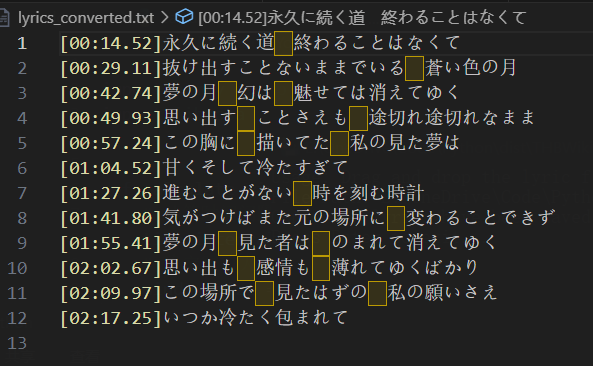 lyrics_converted.txt > [00:14.52]永久に続く道　終わることはなくて
1 [00:14.52]永久に続く道　終わることはなくて
2 [00:29.11]抜け出すことないままでいる　蒼い色の月
3 [00:42.74]夢の月　幻は　魅せては消えてゆく
4 [00:49.93]思い出す　ことさえも　途切れ途切れなまま
5 [00:57.24]この胸に　描いてた　私の見た夢は
6 [01:04.52]甘くそして冷たすぎて
7 [01:27.26]進むことがない　時を刻む時計
8 [01:41.80]気がつけばまた元の場所に　変わることできず
9 [01:55.41]夢の月　見た者は　のまれて消えてゆく
10 [02:02.67]思い出も　感情も　薄れてゆくばかり
11 [02:09.97]この場所で　見たはずの　私の願いさえ
12 [02:17.25]いつか冷たく包まれて
13